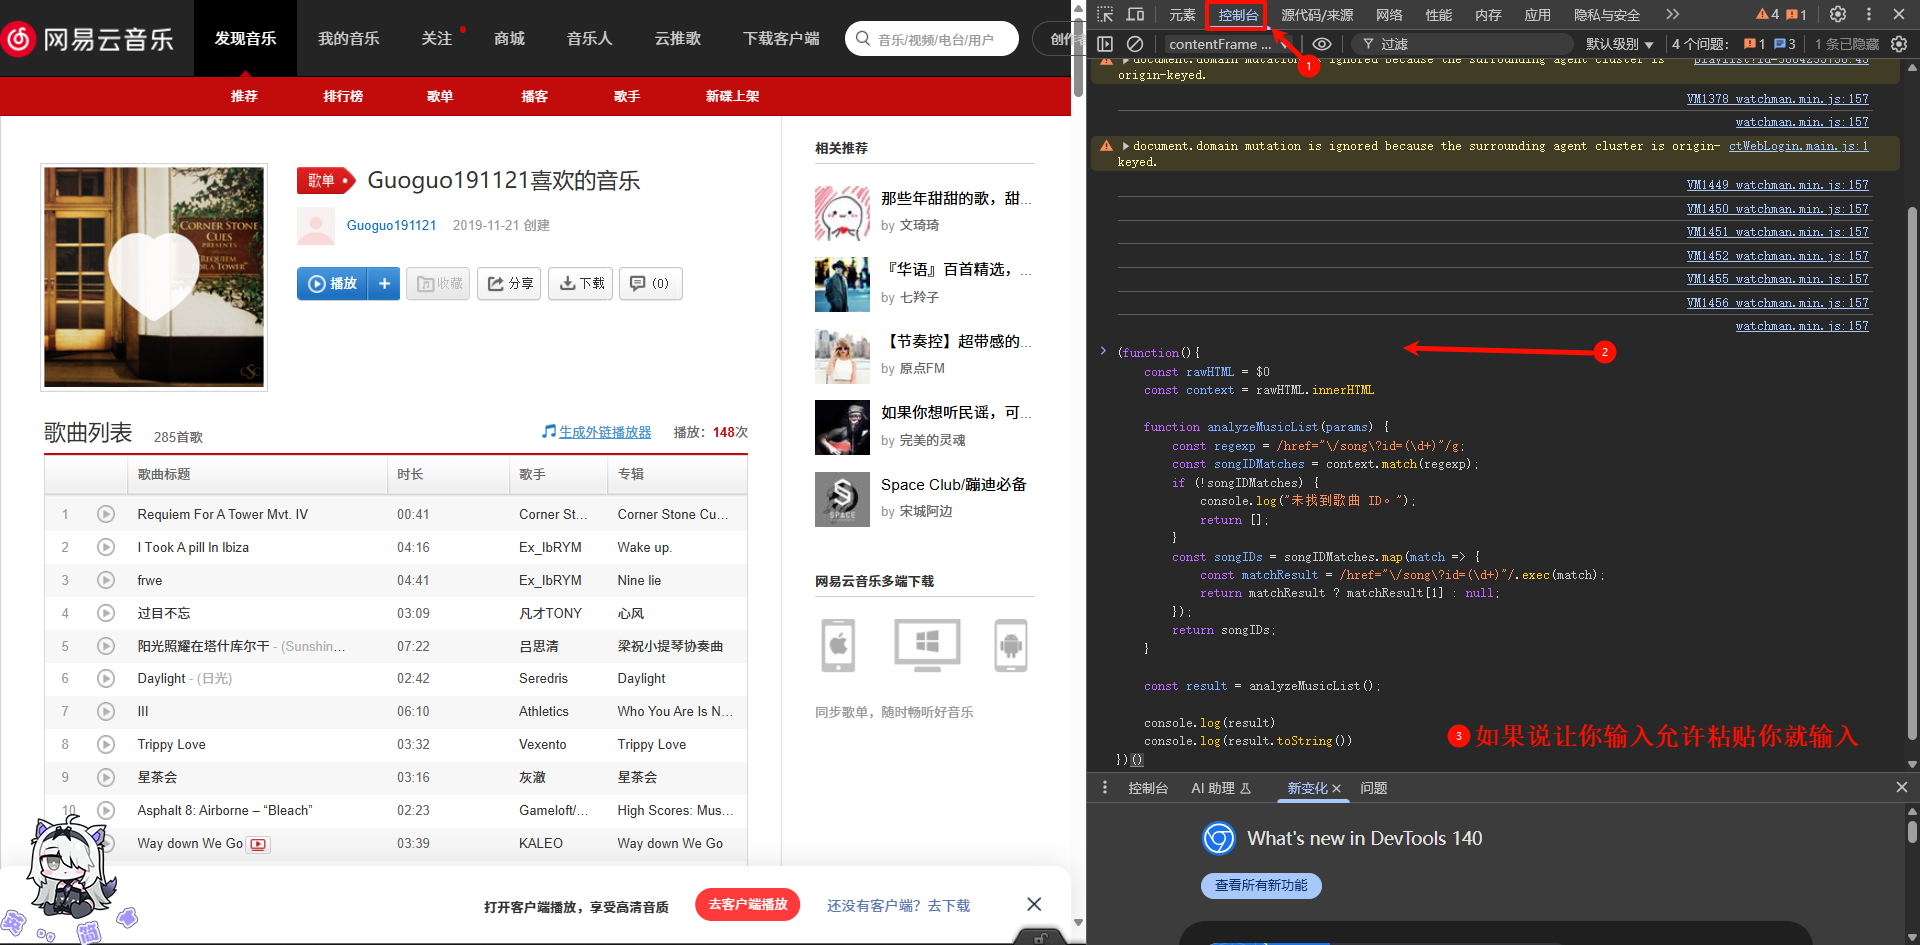 网易云音乐
发现音乐
我的音乐
关注
商城
音乐人
云推歌
下载客户端
音乐/视频/电台/用户
推荐
排行榜
歌单
播客
歌手
新碟上架
CORNER STONE
CUES
PRESENTS
歌单
Guoguo191121喜欢的音乐
Guoguo191121 2019-11-21 创建
播放
+
收藏
分享
下载
(0)
歌曲列表 285首歌
生成外链播放器
播放：148次
歌曲标题 时长 歌手 专辑
1 Requiem For A Tower Mvt. IV 00:41 Corner St... Corner Stone Cu...
2 I Took A pill In Ibiza 04:16 Ex_lbRYM Wake up.
3 frwe 04:41 Ex_lbRYM Nine lie
4 过目不忘 03:09 凡才TONY 心风
5 阳光照耀在塔什库尔干 - (Sunshin... 07:22 吕思清 梁祝小提琴协奏曲
6 Daylight - (日光) 02:42 Seredris Daylight
7 III 06:10 Athletics Who You Are Is N...
8 Trippy Love 03:32 Vexento Trippy Love
9 星茶会 03:16 灰澈 星茶会
10 Asphalt 8: Airborne – “Bleach” 02:23 Gameloft/... High Scores: Mus...
Way down We Go 03:39 KALEO Way down We Go
相关推荐
那些年甜甜的歌，甜...
by 文琦琦
『华语』百首精选，...
by 七羚子
【节奏控】超带感的...
by 原点FM
如果你想听民谣，可...
by 完美的灵魂
Space Club/蹦迪必备
by 宋城阿边
网易云音乐多端下载
同步歌单，随时畅听好音乐
打开客户端播放，享受高清音质
去客户端播放
还没有客户端？去下载
英
简
元素
控制台
源代码/来源
网络
性能
内存
应用
隐私与安全
4
1
contentFrame ...
过滤
默认级别
4 个问题：
1
3
1 条已隐藏
1
document.domain mutation is ignored because the surrounding agent cluster is
origin-keyed.
VM1378 watchman.min.js:157
watchman.min.js:157
document.domain mutation is ignored because the surrounding agent cluster is origin- ctWebLogin.main.js:1
keyed.
VM1449 watchman.min.js:157
VM1450 watchman.min.js:157
VM1451 watchman.min.js:157
VM1452 watchman.min.js:157
VM1455 watchman.min.js:157
VM1456 watchman.min.js:157
watchman.min.js:157
(function(){
const rawHTML = $0
const context = rawHTML.innerHTML
function analyzeMusicList(params) {
const regexp = /href="\/song\?id=(\d+)"/g;
const songIDMatches = context.match(regexp);
if (!songIDMatches) {
console.log("未找到歌曲 ID。");
return [];
}
const songIDs = songIDMatches.map(match => {
const matchResult = /href="\/song\?id=(\d+)"/.exec(match);
return matchResult ? matchResult[1] : null;
});
return songIDs;
}
const result = analyzeMusicList();
console.log(result)
console.log(result.toString())
})()
2
3 如果说让你输入允许粘贴你就输入
控制台
AI 助理
新变化
问题
What's new in DevTools 140
查看所有新功能